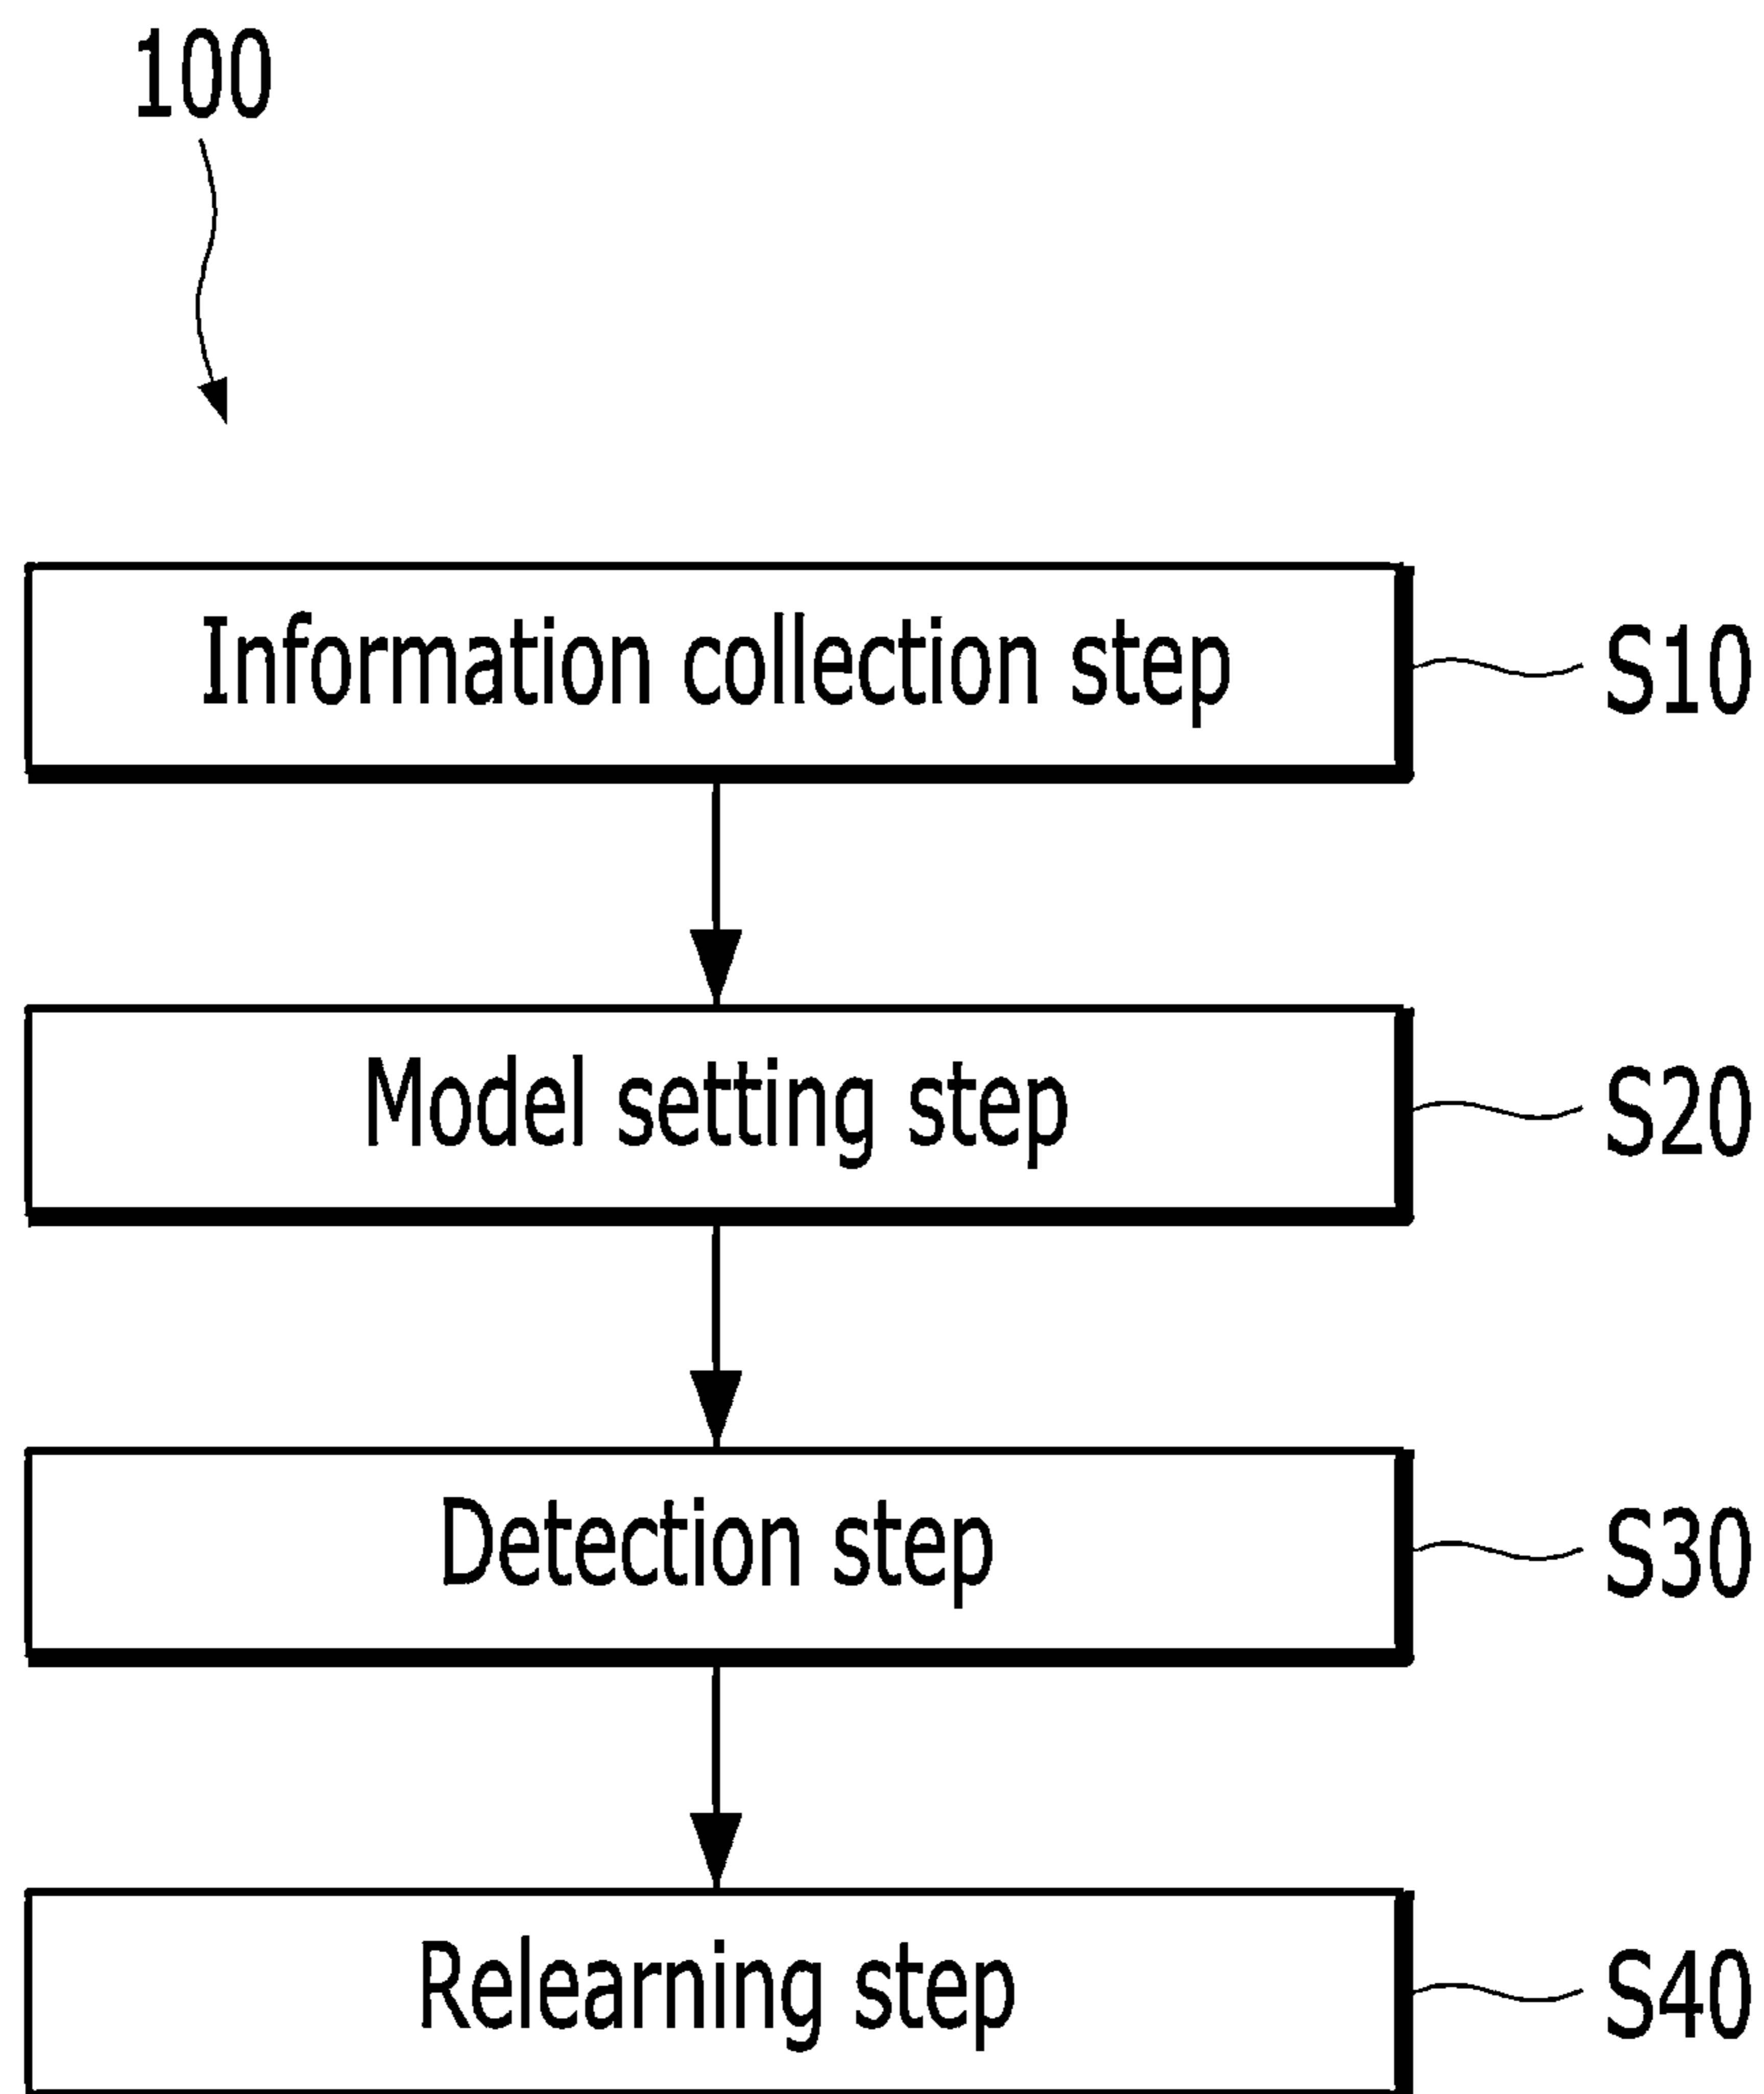 100
Information collection step S10
Model setting step S20
Detection step S30
Relearning step S40